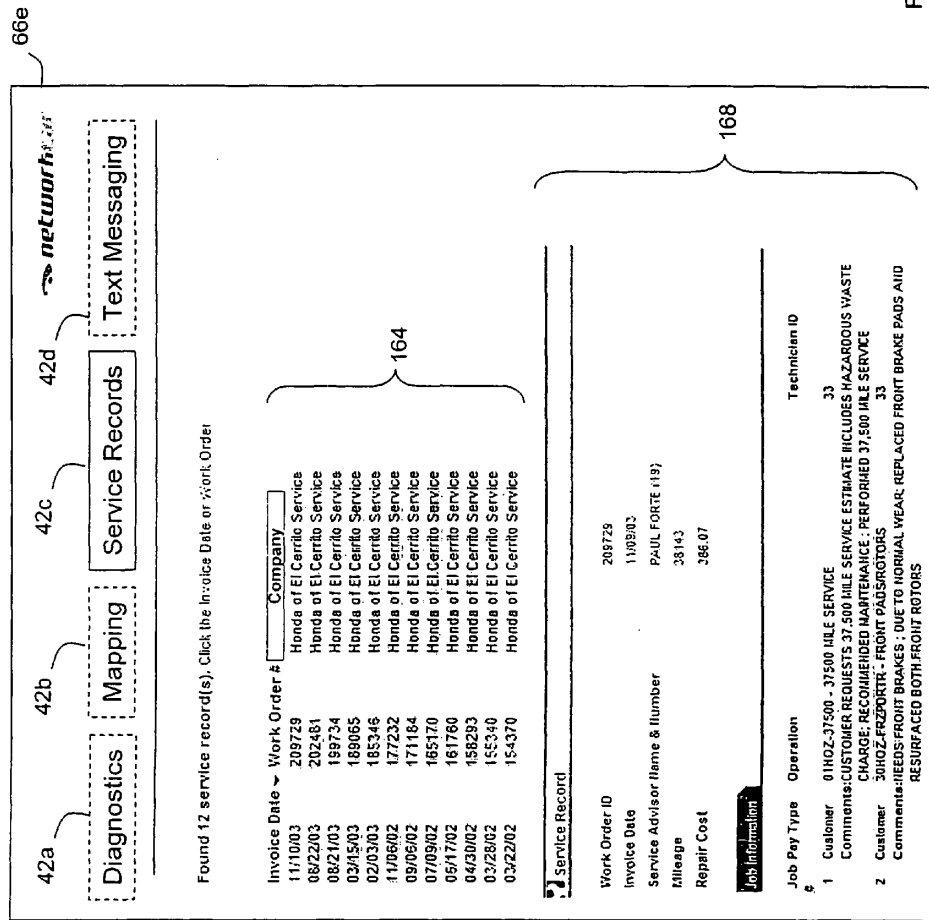 66e
networkcar
42a
42b
42c
42d
Diagnostics
Mapping
Service Records
Text Messaging
Found 12 service record(s). Click the Invoice Date or Work Order
Invoice Date Work Order # Company
11/10/03 209729 Honda of El Cerrito Service
08/22/03 202481 Honda of El Cerrito Service
08/21/03 199734 Honda of El Cerrito Service
03/15/03 189065 Honda of El Cerrito Service
02/03/03 185346 Honda of El Cerrito Service
11/06/02 177232 Honda of El Cerrito Service
09/06/02 171184 Honda of El Cerrito Service
07/09/02 165170 Honda of El Cerrito Service
05/17/02 161760 Honda of El Cerrito Service
04/30/02 158293 Honda of El Cerrito Service
03/28/02 155340 Honda of El Cerrito Service
03/22/02 154370 Honda of El Cerrito Service
164
Service Record
Work Order ID 209729
Invoice Date 11/09/03
Service Advisor Name & Number PAUL FORTE (19)
Mileage 38143
Repair Cost 386.07
168
Job Information
Job Pay Type Operation Technician ID
#
1 Customer 01HOZ-37500 - 37500 MILE SERVICE 33
Comments:CUSTOMER REQUESTS 37,500 MILE SERVICE ESTIMATE INCLUDES HAZARDOUS WASTE
CHARGE; RECOMMENDED MAINTENANCE ; PERFORMED 37,500 MILE SERVICE
2 Customer 30HOZ-FRZPORTR - FRONT PADS/ROTORS 33
Comments:NEEDS FRONT BRAKES ; DUE TO NORMAL WEAR; REPLACED FRONT BRAKE PADS AND
RESURFACED BOTH FRONT ROTORS